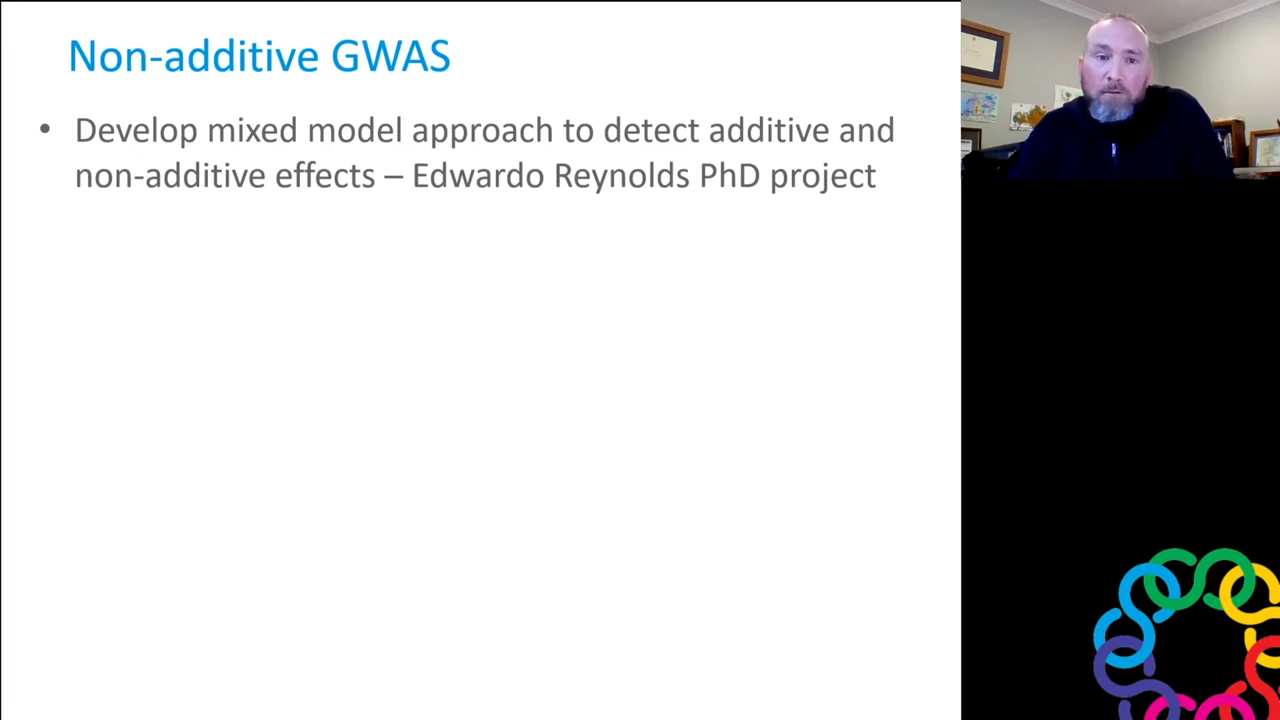 Non-additive GWAS
• Develop mixed model approach to detect additive and
non-additive effects – Edwardo Reynolds PhD project